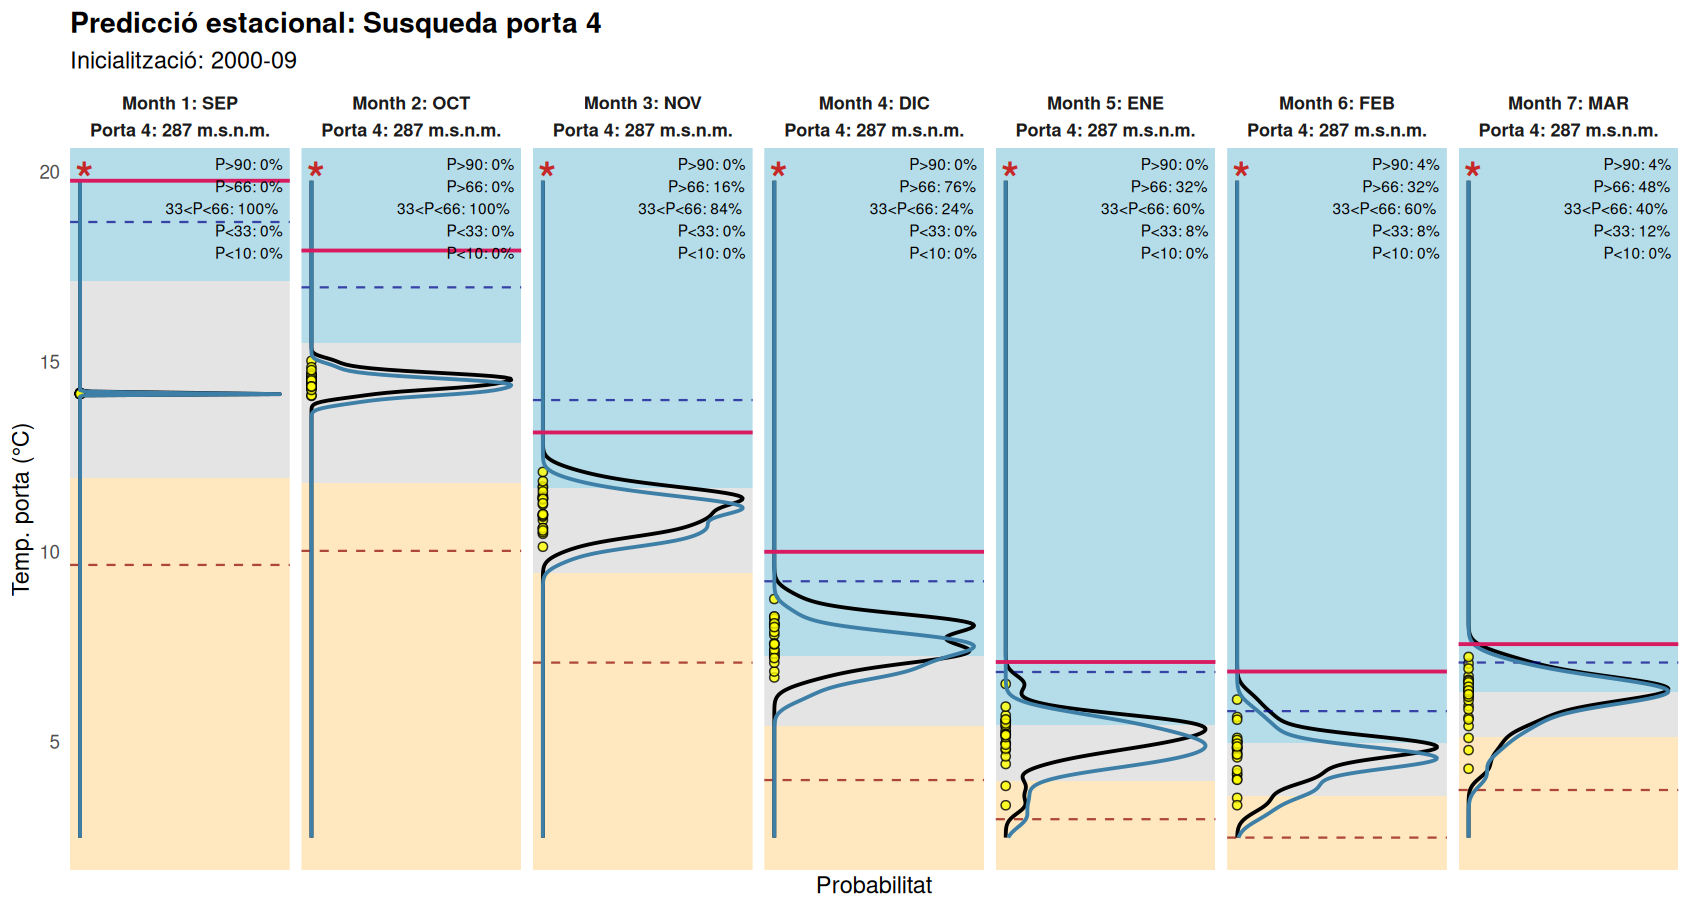 Predicció estacional: Susqueda porta 4
Inicialització: 2000-09
Month 1: SEP
Porta 4: 287 m.s.n.m.
Month 2: OCT
Porta 4: 287 m.s.n.m.
Month 3: NOV
Porta 4: 287 m.s.n.m.
Month 4: DIC
Porta 4: 287 m.s.n.m.
Month 5: ENE
Porta 4: 287 m.s.n.m.
Month 6: FEB
Porta 4: 287 m.s.n.m.
Month 7: MAR
Porta 4: 287 m.s.n.m.
Temp. porta (°C)
20
15
10
5
*
P>90: 0%
P>66: 0%
33<P<66: 100%
P<33: 0%
P<10: 0%
*
P>90: 0%
P>66: 0%
33<P<66: 100%
P<33: 0%
P<10: 0%
*
P>90: 0%
P>66: 16%
33<P<66: 84%
P<33: 0%
P<10: 0%
*
P>90: 0%
P>66: 76%
33<P<66: 24%
P<33: 0%
P<10: 0%
*
P>90: 0%
P>66: 32%
33<P<66: 60%
P<33: 8%
P<10: 0%
*
P>90: 4%
P>66: 32%
33<P<66: 60%
P<33: 8%
P<10: 0%
*
P>90: 4%
P>66: 48%
33<P<66: 40%
P<33: 12%
P<10: 0%
Probabilitat